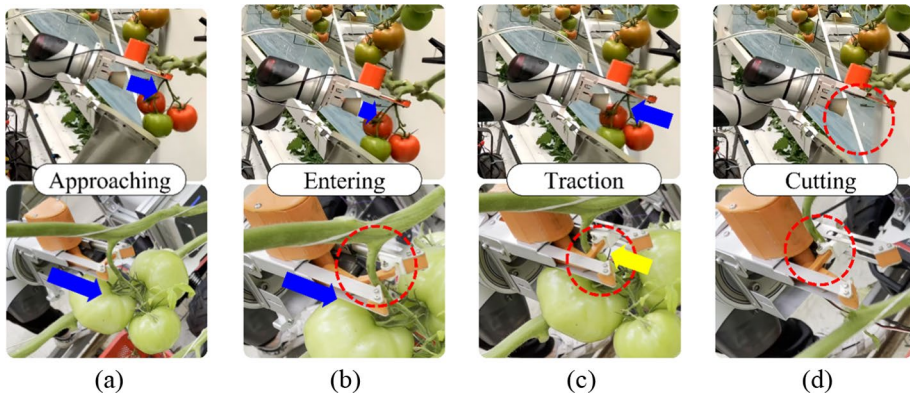 Approaching
Entering
Traction
Cutting
(a)
(b)
(c)
(d)